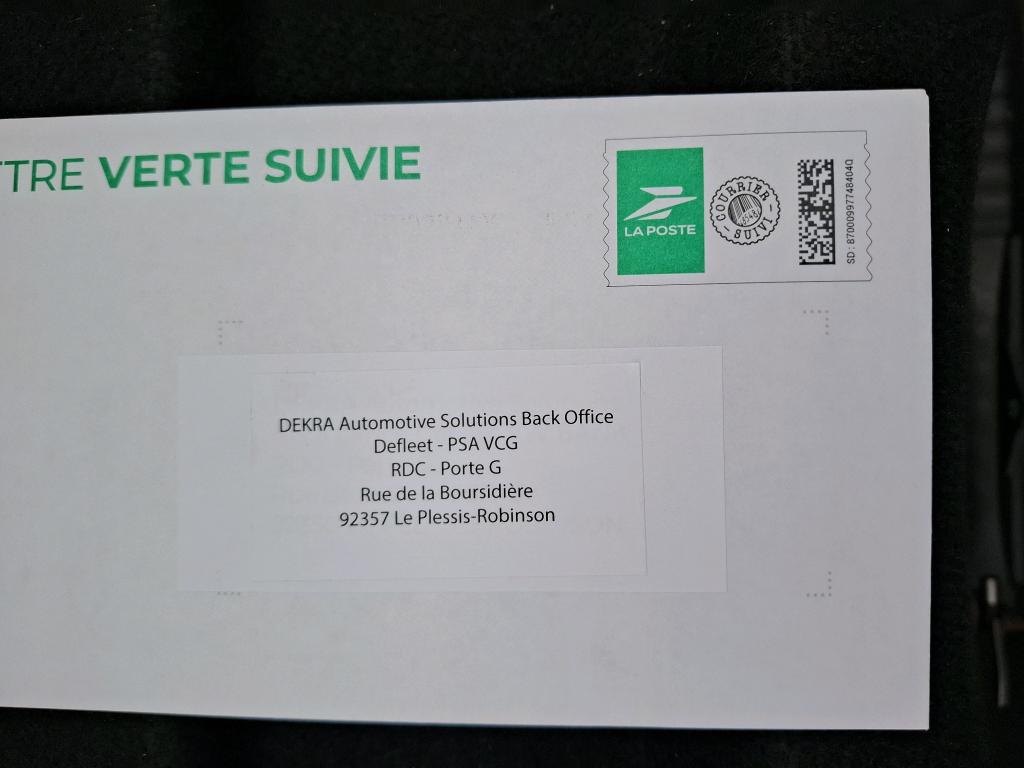 TTRE VERTE SUIVIE
LA POSTE
COURRIER
SUIVI
SD : 87000997748404Q
DEKRA Automotive Solutions Back Office
Defleet - PSA VCG
RDC - Porte G
Rue de la Boursidière
92357 Le Plessis-Robinson